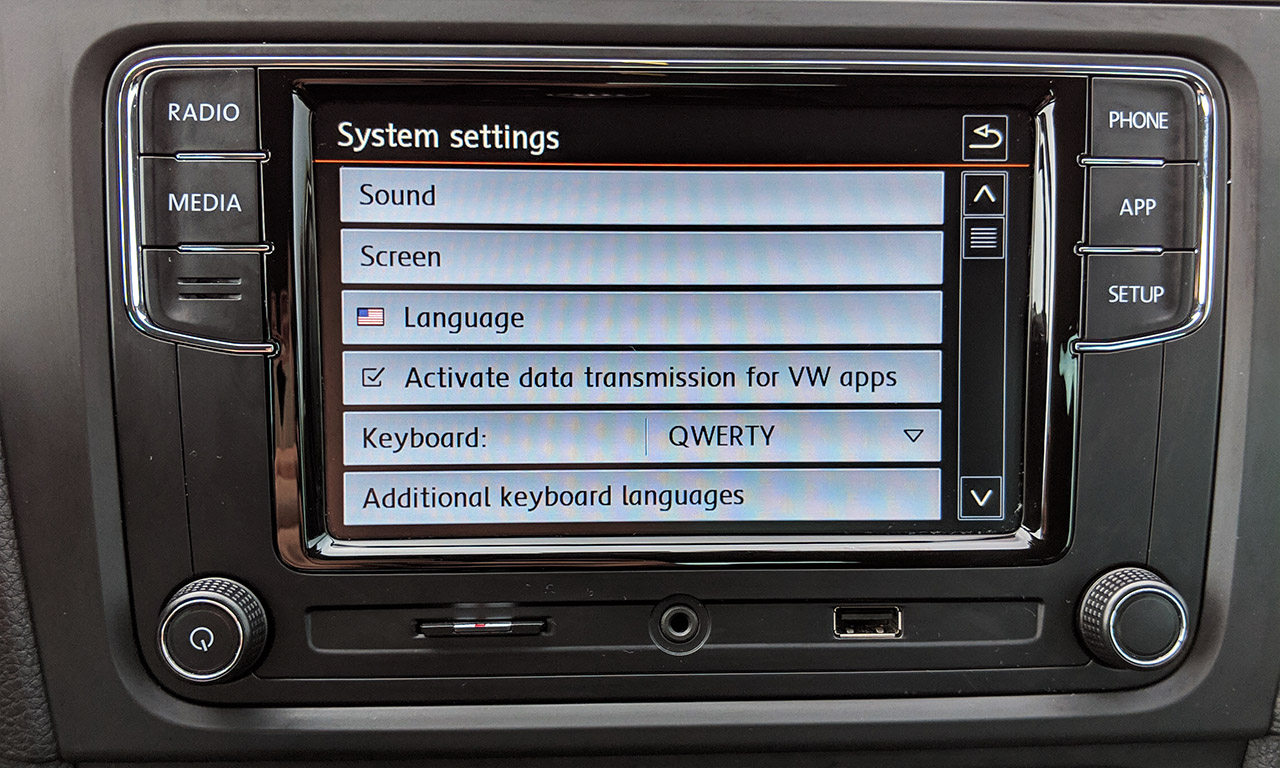 RADIO
MEDIA
System settings
Sound
Screen
Language
Activate data transmission for VW apps
Keyboard: QWERTY
Additional keyboard languages
PHONE
APP
SETUP